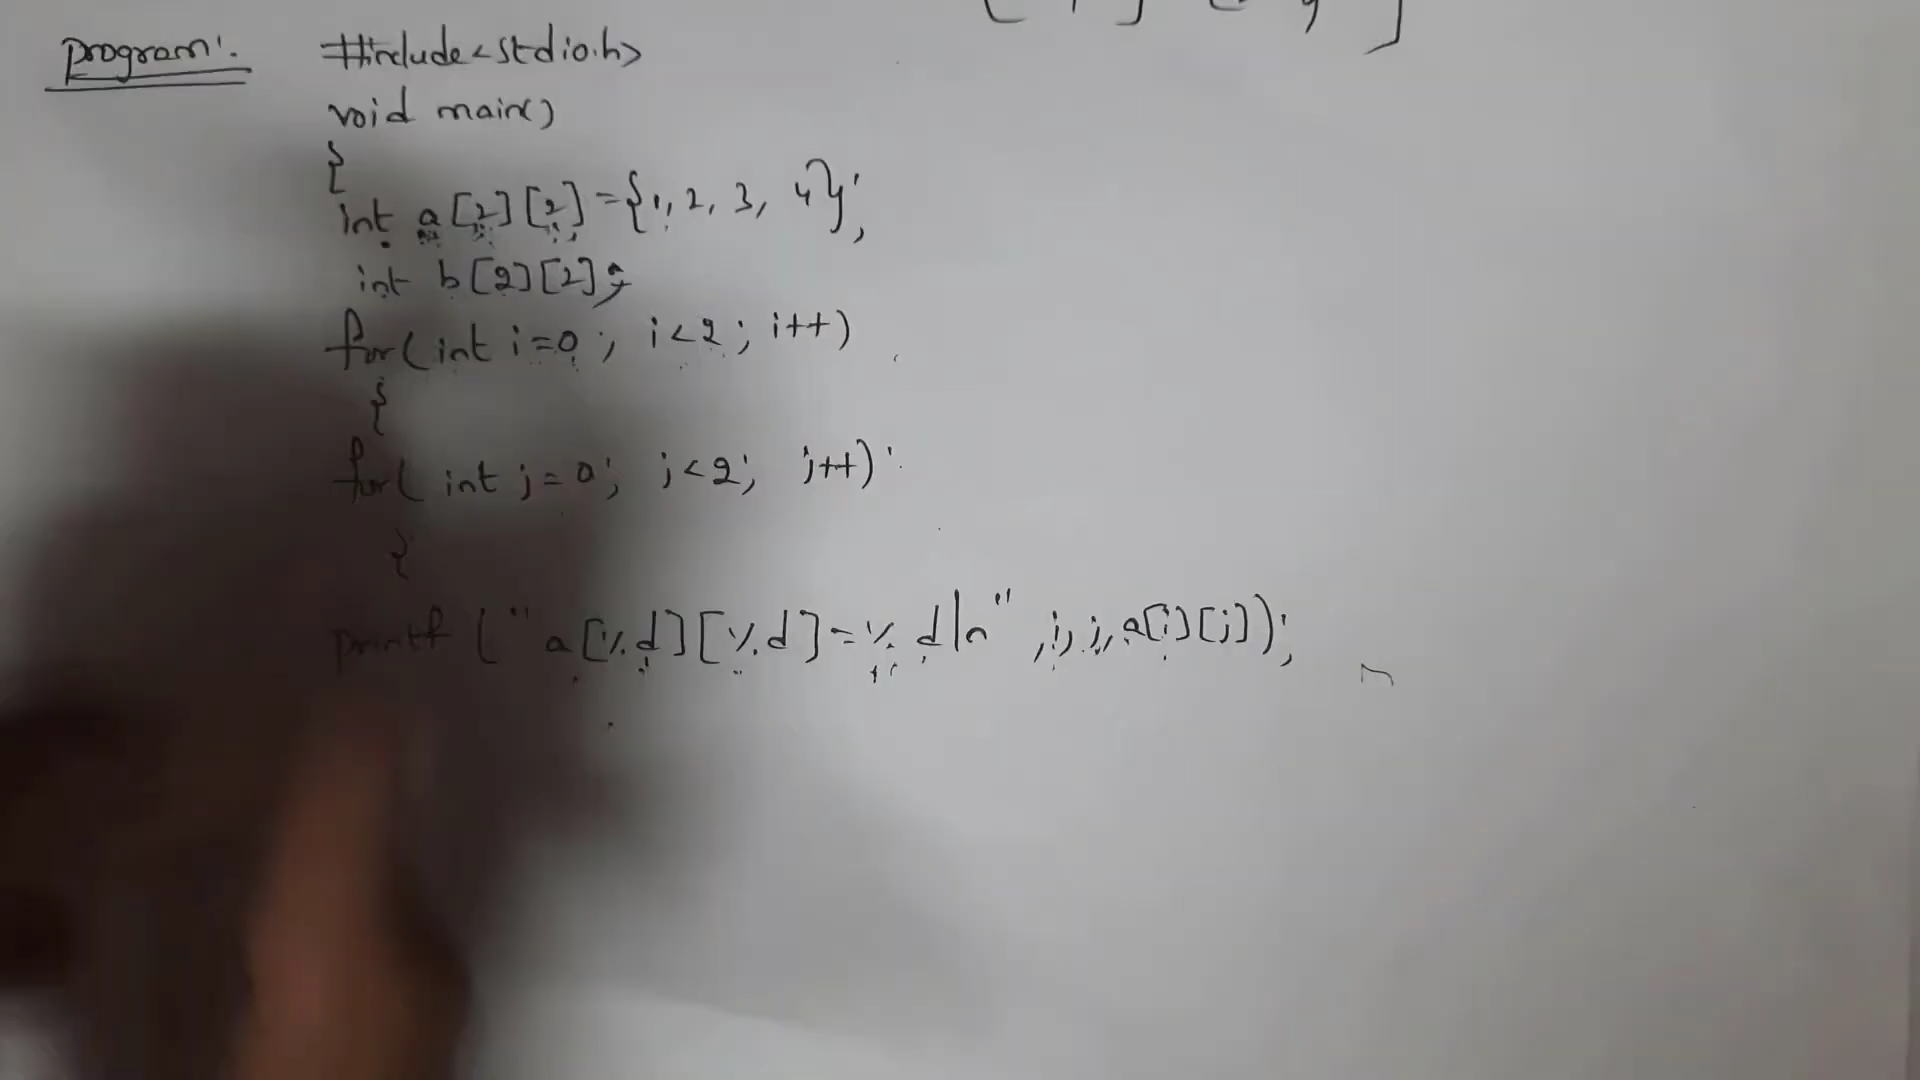 program:
#include<stdio.h>
void main()
{
int a[2][2]={1,2,3,4};
int b[2][2];
for(int i=0; i<2; i++)
{
for( int j=0; j<2; j++)
{
printf ("a[%d][%d]=%d\n",i,j,a[i][j]);